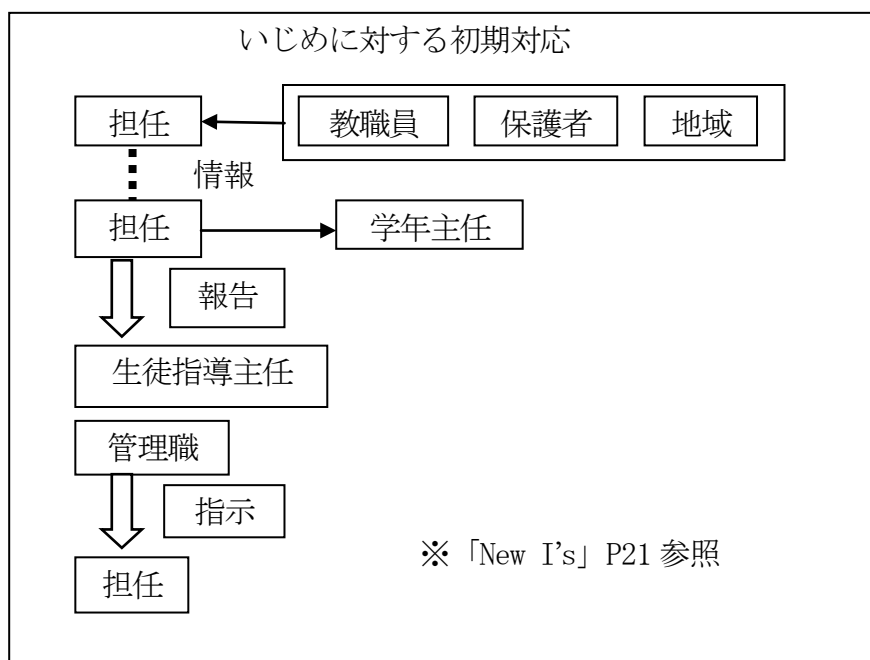 いじめに対する初期対応
担任
教職員
保護者
地域
情報
担任
学年主任
報告
生徒指導主任
管理職
指示
※「New I's」P21 参照
担任